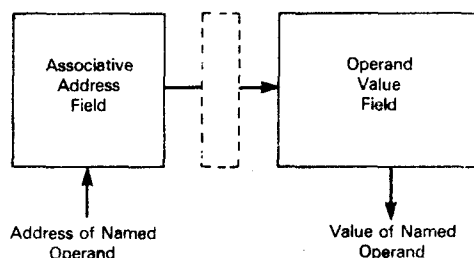 Associative
Address
Field
Operand
Value
Field
Address of Named
Operand
Value of Named
Operand